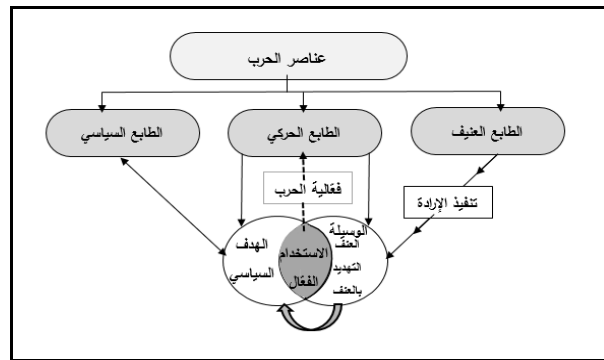 عناصر الحرب
الطابع العنيف
الطابع الحركي
الطابع السياسي
فعّالية الحرب
تنفيذ الإرادة
الوسيلة
العنف
التهديد
بالعنف
الاستخدام
الفعّال
الهدف
السياسي